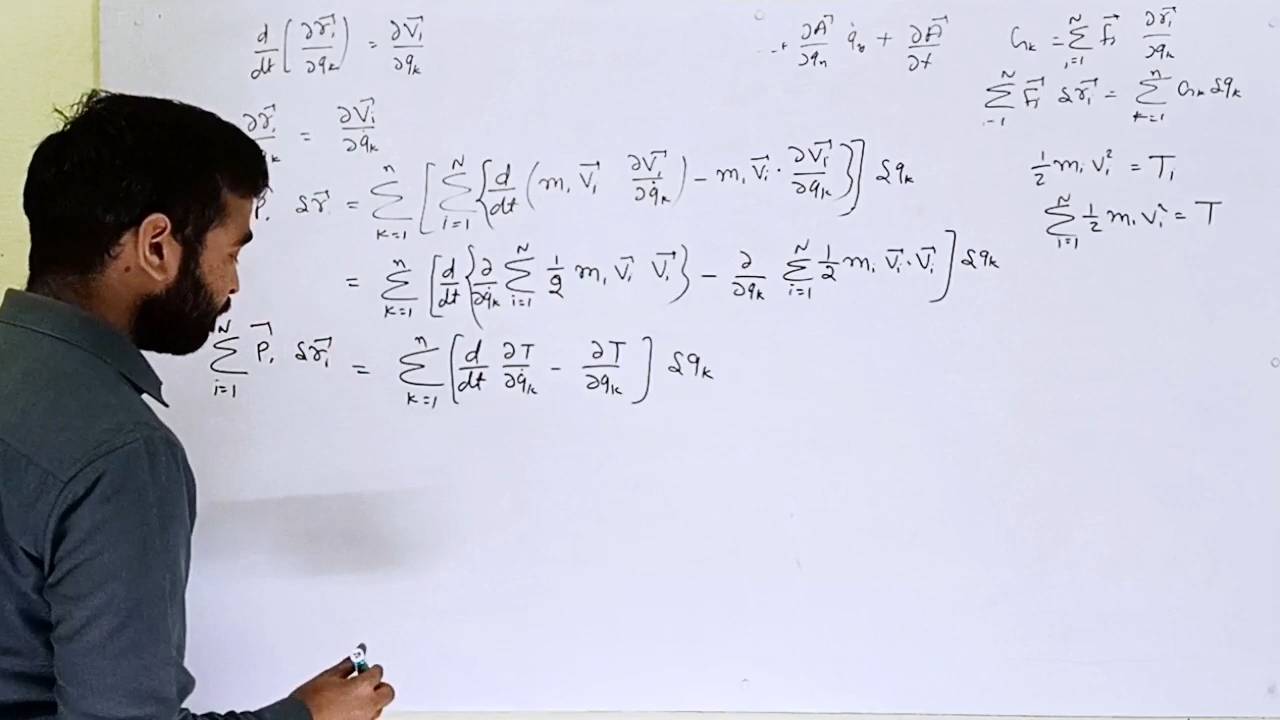 d/dt (∂r⃗ᵢ/∂qₖ) = ∂V⃗ᵢ/∂qₖ
∂r⃗ᵢ/∂qₖ = ∂V⃗ᵢ/∂q̇ₖ
P⃗ᵢ δr⃗ = Σₖ₌₁ⁿ [Σᵢ₌₁ᴺ {d/dt (mᵢ V⃗ᵢ ∂V⃗ᵢ/∂q̇ₖ) − mᵢ V⃗ᵢ · ∂V⃗ᵢ/∂qₖ}] δqₖ
= Σₖ₌₁ⁿ [d/dt {∂/∂q̇ₖ Σᵢ₌₁ᴺ 1/2 mᵢ V⃗ᵢ V⃗ᵢ} − ∂/∂qₖ Σᵢ₌₁ᴺ 1/2 mᵢ V⃗ᵢ · V⃗ᵢ] δqₖ
Σᵢ₌₁ᴺ P⃗ᵢ δr⃗ᵢ = Σₖ₌₁ⁿ [d/dt ∂T/∂q̇ₖ − ∂T/∂qₖ] δqₖ
+ ∂A⃗/∂qₙ q̇ₙ + ∂A⃗/∂t
Gₖ = Σᵢ₌₁ᴺ F⃗ᵢ ∂r⃗ᵢ/∂qₖ
Σᵢ₌₁ᴺ F⃗ᵢ δr⃗ᵢ = Σₖ₌₁ⁿ Gₖ δqₖ
1/2 mᵢ vᵢ² = Tᵢ
Σᵢ₌₁ᴺ 1/2 mᵢ vᵢ² = T